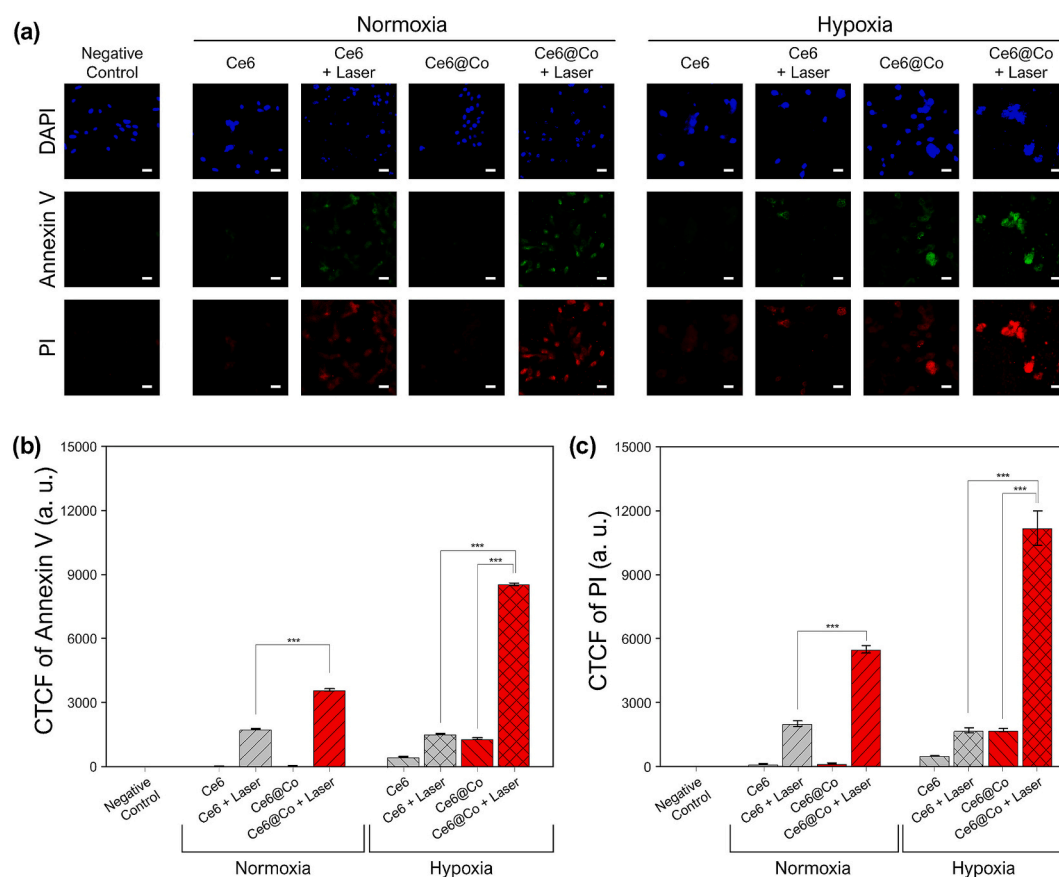 (a)
Normoxia
Hypoxia
Negative
Control
Ce6
Ce6
+ Laser
Ce6@Co
Ce6@Co
+ Laser
Ce6
Ce6
+ Laser
Ce6@Co
Ce6@Co
+ Laser
DAPI
Annexin V
PI
(b)
CTCF of Annexin V (a. u.)
15000
12000
9000
6000
3000
0
***
***
***
Negative
Control
Ce6
Ce6 + Laser
Ce6@Co
Ce6@Co + Laser
Ce6
Ce6 + Laser
Ce6@Co
Ce6@Co + Laser
Normoxia
Hypoxia
(c)
CTCF of PI (a. u.)
15000
12000
9000
6000
3000
0
***
***
***
Negative
Control
Ce6
Ce6 + Laser
Ce6@Co
Ce6@Co + Laser
Ce6
Ce6 + Laser
Ce6@Co
Ce6@Co + Laser
Normoxia
Hypoxia